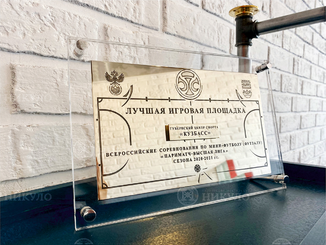 ЛУЧШАЯ ИГРОВАЯ ПЛОЩАДКА
ГУБЕРНСКИЙ ЦЕНТР СПОРТА
«КУЗБАСС»
ВСЕРОССИЙСКИЕ СОРЕВНОВАНИЯ ПО МИНИ-ФУТБОЛУ (ФУТЗАЛУ)
«ПАРИМАТЧ-ВЫСШАЯ ЛИГА»
СЕЗОНА 2020-2021 гг.
НИКУЛО